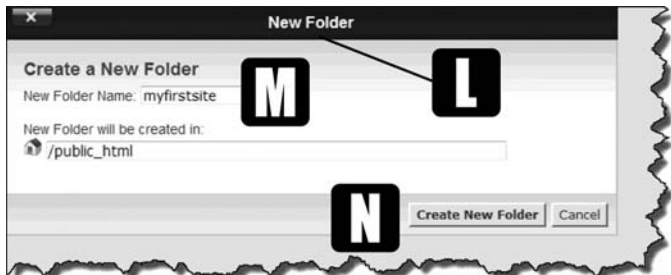 New Folder
L
Create a New Folder
New Folder Name: myfirstsite
M
New Folder will be created in:
/public_html
N
Create New Folder Cancel